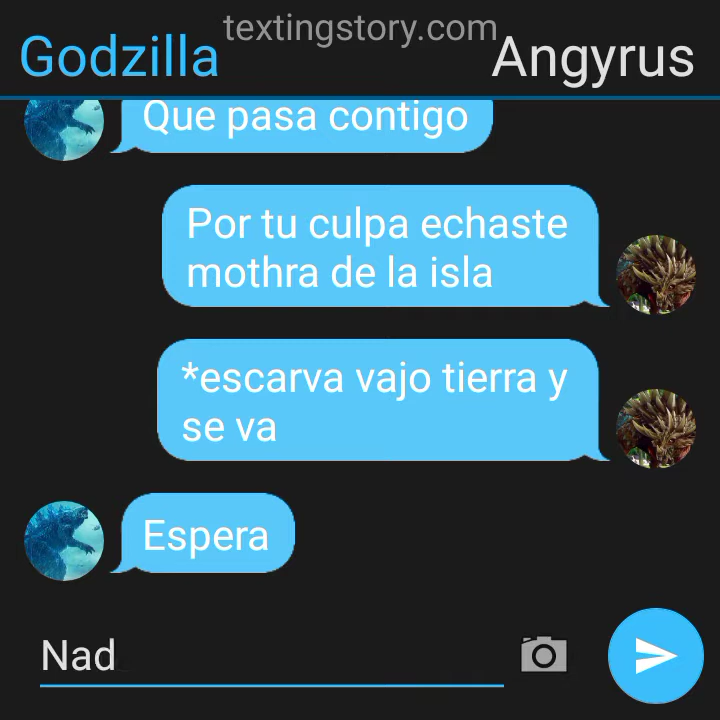 textingstory.com
Godzilla
Angyrus
Que pasa contigo
Por tu culpa echaste
mothra de la isla
*escarva vajo tierra y
se va
Espera
Nad